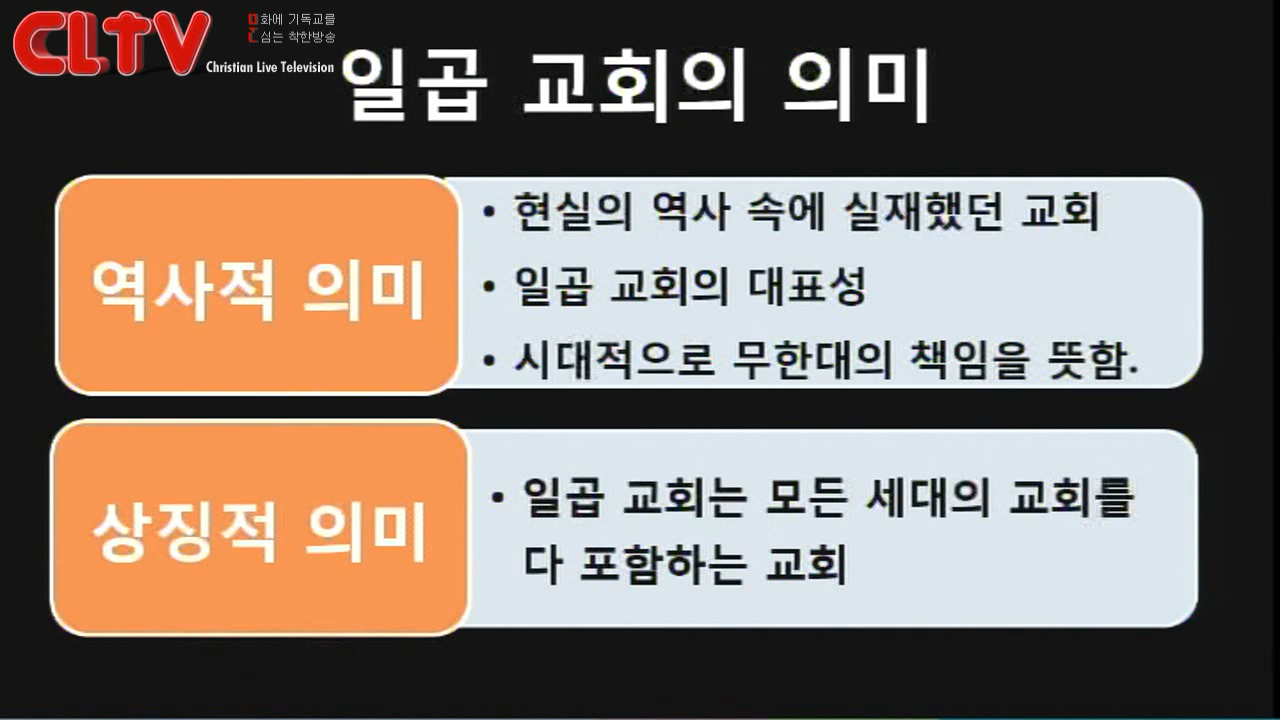 CLTV
문화에 기독교를
심는 착한방송
Christian Live Television
일곱 교회의 의미
역사적 의미
• 현실의 역사 속에 실재했던 교회
• 일곱 교회의 대표성
• 시대적으로 무한대의 책임을 뜻함.
상징적 의미
• 일곱 교회는 모든 세대의 교회를
다 포함하는 교회